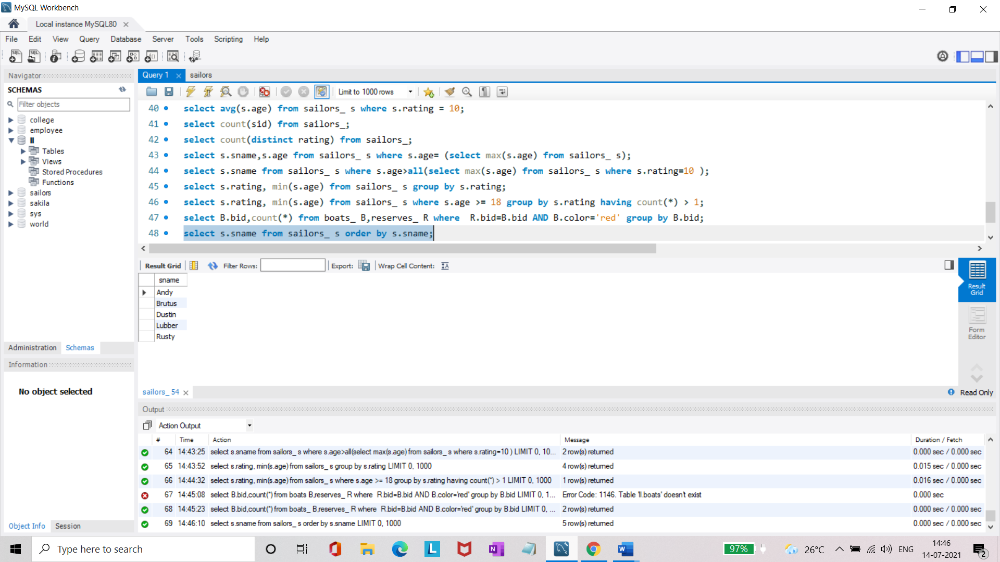 MySQL Workbench
Local instance MySQL80
File Edit View Query Database Server Tools Scripting Help
Navigator
SCHEMAS
Filter objects
college
employee
ll
Tables
Views
Stored Procedures
Functions
sailors
sakila
sys
world
Administration Schemas
Information
No object selected
Object Info Session
Query 1 sailors
Limit to 1000 rows
40 select avg(s.age) from sailors_ s where s.rating = 10;
41 select count(sid) from sailors_;
42 select count(distinct rating) from sailors_;
43 select s.sname,s.age from sailors_ s where s.age= (select max(s.age) from sailors_ s);
44 select s.sname from sailors_ s where s.age>all(select max(s.age) from sailors_ s where s.rating=10 );
45 select s.rating, min(s.age) from sailors_ s group by s.rating;
46 select s.rating, min(s.age) from sailors_ s where s.age >= 18 group by s.rating having count(*) > 1;
47 select B.bid,count(*) from boats_ B,reserves_ R where  R.bid=B.bid AND B.color='red' group by B.bid;
48 select s.sname from sailors_ s order by s.sname;
Result Grid Filter Rows: Export: Wrap Cell Content:
sname
Andy
Brutus
Dustin
Lubber
Rusty
Result Grid
Form Editor
sailors_ 54 Read Only
Output
Action Output
# Time Action Message Duration / Fetch
64 14:43:25 select s.sname from sailors_ s where s.age>all(select max(s.age) from sailors_ s where s.rating=10 ) LIMIT 0, 10... 2 row(s) returned 0.000 sec / 0.000 sec
65 14:43:52 select s.rating, min(s.age) from sailors_ s group by s.rating LIMIT 0, 1000 4 row(s) returned 0.015 sec / 0.000 sec
66 14:44:32 select s.rating, min(s.age) from sailors_ s where s.age >= 18 group by s.rating having count(*) > 1 LIMIT 0, 1000 1 row(s) returned 0.016 sec / 0.000 sec
67 14:45:08 select B.bid,count(*) from boats B,reserves_ R where  R.bid=B.bid AND B.color='red' group by B.bid LIMIT 0, 1... Error Code: 1146. Table 'll.boats' doesn't exist 0.000 sec
68 14:45:23 select B.bid,count(*) from boats_ B,reserves_ R where  R.bid=B.bid AND B.color='red' group by B.bid LIMIT 0, ... 2 row(s) returned 0.000 sec / 0.000 sec
69 14:46:10 select s.sname from sailors_ s order by s.sname LIMIT 0, 1000 5 row(s) returned 0.000 sec / 0.000 sec
Type here to search
97% 26°C ENG 14:46
14-07-2021
2